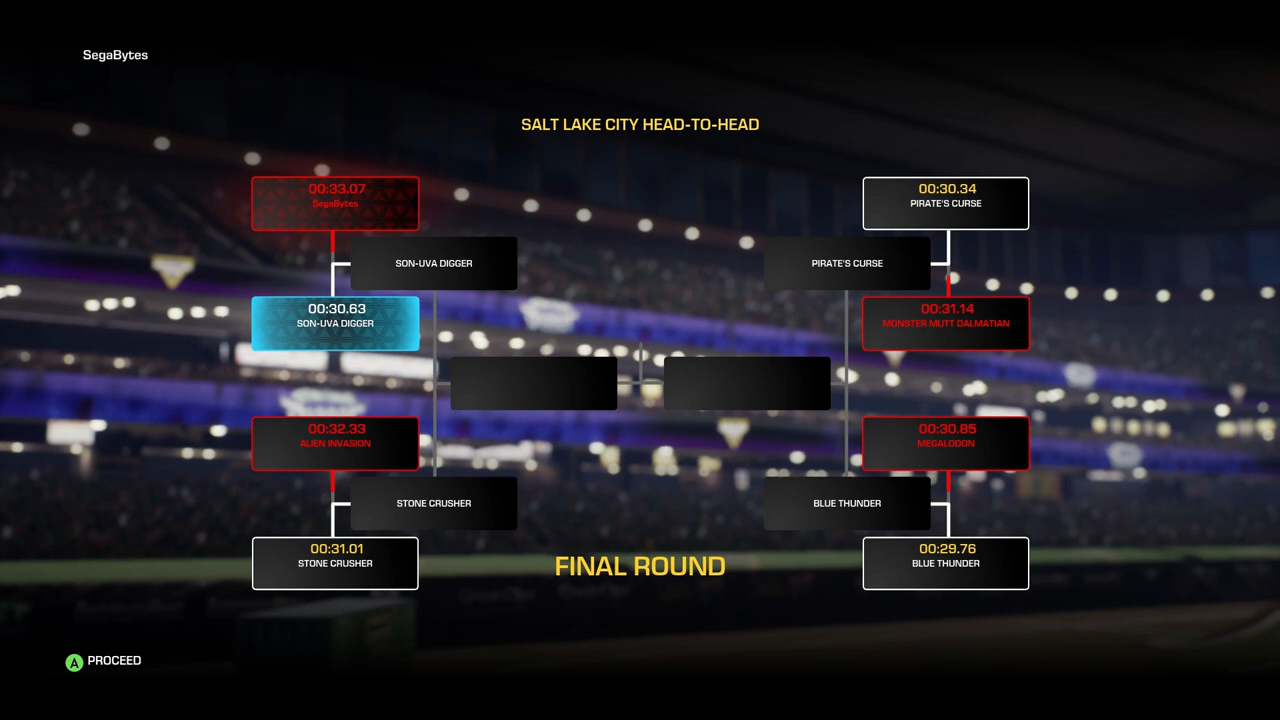 SegaBytes
SALT LAKE CITY HEAD-TO-HEAD
00:33.07
SegaBytes
SON-UVA DIGGER
00:30.63
SON-UVA DIGGER
00:32.33
ALIEN INVASION
STONE CRUSHER
00:31.01
STONE CRUSHER
00:30.34
PIRATE'S CURSE
PIRATE'S CURSE
00:31.14
MONSTER MUTT DALMATIAN
00:30.85
MEGALODON
BLUE THUNDER
00:29.76
BLUE THUNDER
FINAL ROUND
A PROCEED